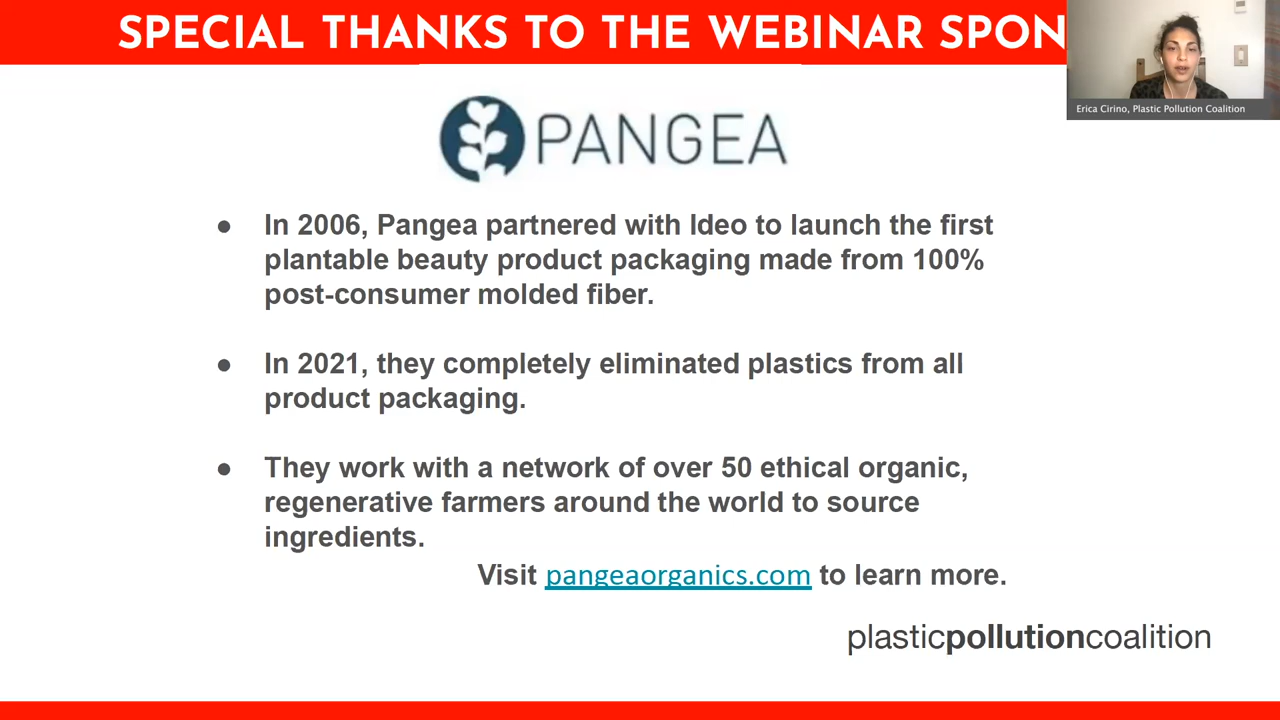 SPECIAL THANKS TO THE WEBINAR SPON
Erica Cirino, Plastic Pollution Coalition
PANGEA
● In 2006, Pangea partnered with Ideo to launch the first
plantable beauty product packaging made from 100%
post-consumer molded fiber.
● In 2021, they completely eliminated plastics from all
product packaging.
● They work with a network of over 50 ethical organic,
regenerative farmers around the world to source
ingredients.
Visit pangeaorganics.com to learn more.
plasticpollutioncoalition